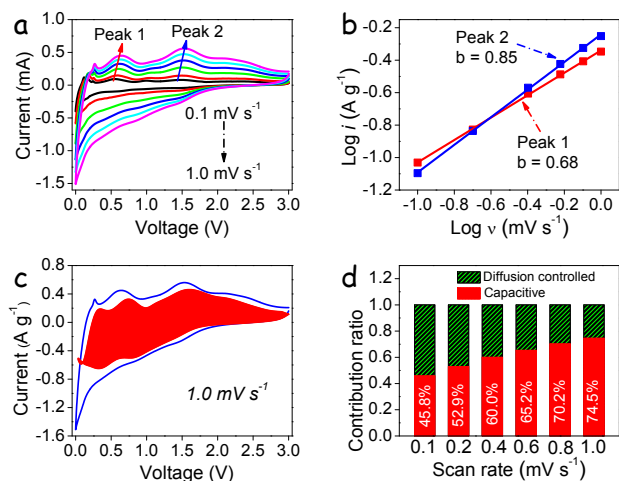 a
Peak 1
Peak 2
0.1 mV s⁻¹
1.0 mV s⁻¹
Current (mA)
1.0
0.5
0.0
-0.5
-1.0
-1.5
0.0 0.5 1.0 1.5 2.0 2.5 3.0
Voltage (V)
b
Peak 2
b = 0.85
Peak 1
b = 0.68
Log i (A g⁻¹)
0.0
-0.2
-0.4
-0.6
-0.8
-1.0
-1.2
-1.0 -0.8 -0.6 -0.4 -0.2 0.0
Log ν (mV s⁻¹)
c
1.0 mV s⁻¹
Current (A g⁻¹)
0.8
0.4
0.0
-0.4
-0.8
-1.2
-1.6
0.0 0.5 1.0 1.5 2.0 2.5 3.0
Voltage (V)
d
Diffusion controlled
Capacitive
Contribution ratio
1.2
1.0
0.8
0.6
0.4
0.2
0.0
45.8%
52.9%
60.0%
65.2%
70.2%
74.5%
0.1 0.2 0.4 0.6 0.8 1.0
Scan rate (mV s⁻¹)